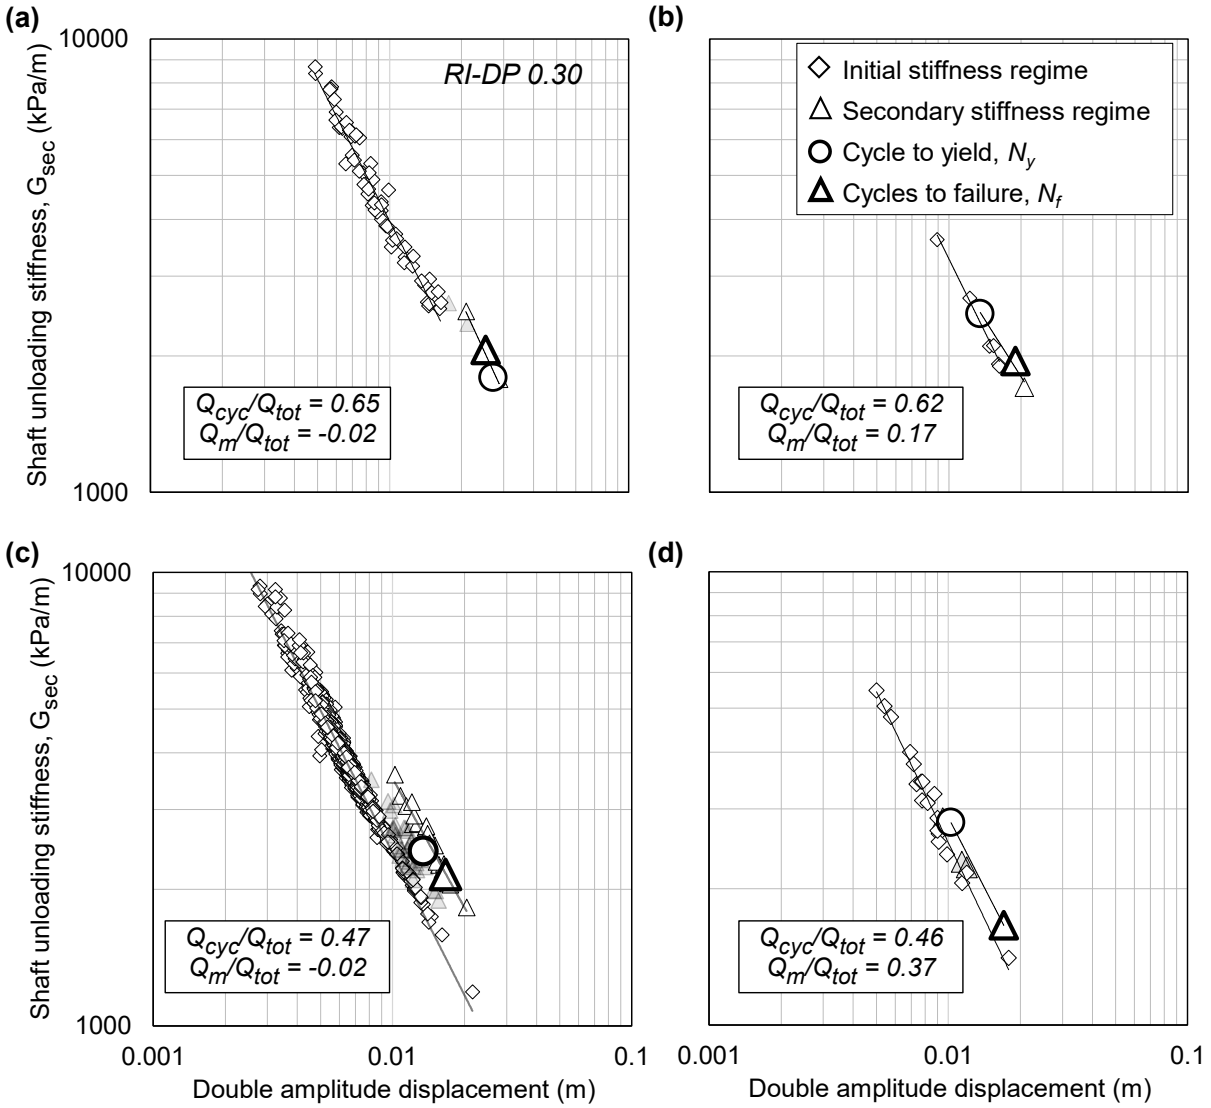 (a)
(b)
10000
Shaft unloading stiffness, Gsec (kPa/m)
RI-DP 0.30
Initial stiffness regime
Secondary stiffness regime
Cycle to yield, Ny
Cycles to failure, Nf
Qcyc/Qtot = 0.65
Qm/Qtot = -0.02
Qcyc/Qtot = 0.62
Qm/Qtot = 0.17
1000
(c)
(d)
10000
Shaft unloading stiffness, Gsec (kPa/m)
Qcyc/Qtot = 0.47
Qm/Qtot = -0.02
Qcyc/Qtot = 0.46
Qm/Qtot = 0.37
1000
0.001 0.01 0.1
0.001 0.01 0.1
Double amplitude displacement (m)
Double amplitude displacement (m)